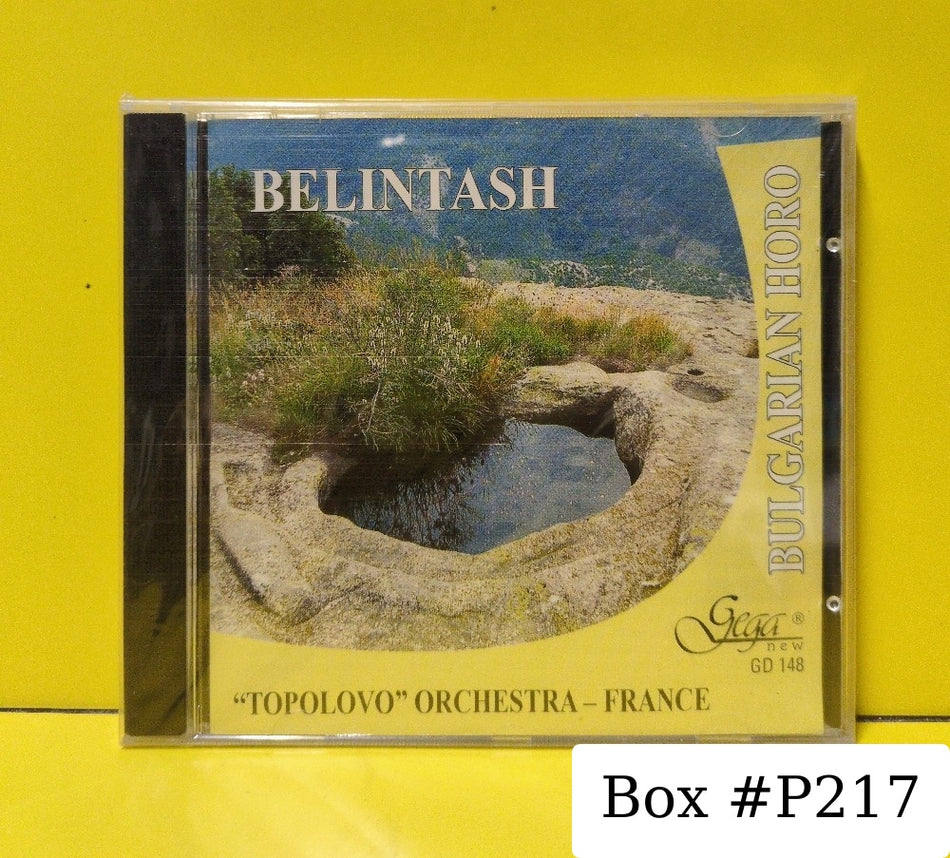 BELINTASH
BULGARIAN HORO
Gega ®
new
GD 148
“TOPOLOVO” ORCHESTRA – FRANCE
Box #P217